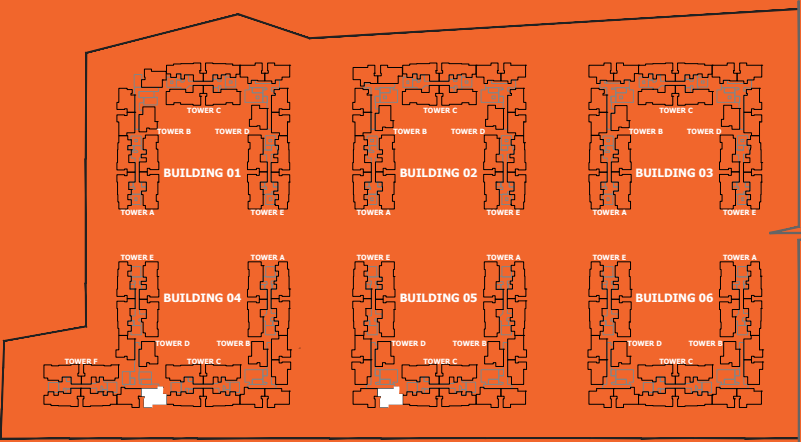 TOWER C TOWER C TOWER C
TOWER B TOWER D TOWER B TOWER D TOWER B TOWER D
BUILDING 01 BUILDING 02 BUILDING 03
TOWER A TOWER E TOWER A TOWER E TOWER A TOWER E
TOWER E TOWER A TOWER E TOWER A TOWER E TOWER A
BUILDING 04 BUILDING 05 BUILDING 06
TOWER D TOWER B TOWER D TOWER B TOWER D TOWER B
TOWER F TOWER C TOWER C TOWER C